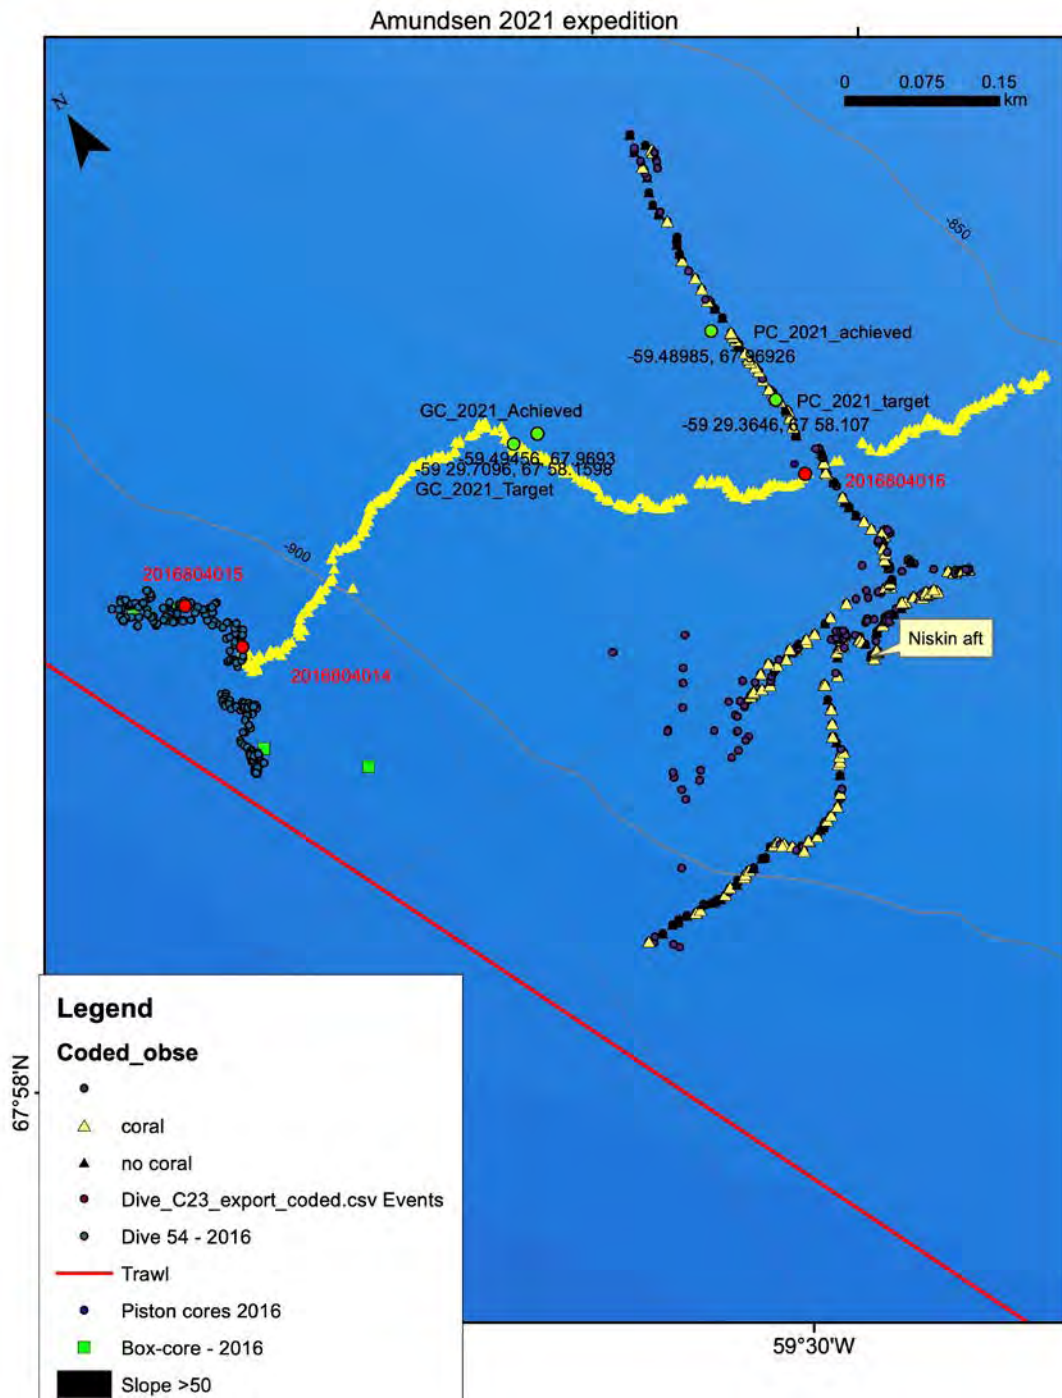 Amundsen 2021 expedition
N
0 0.075 0.15
km
-850
PC_2021_achieved
-59.48985, 67.96926
PC_2021_target
-59 29.3646, 67 58.107
GC_2021_Achieved
-59.49456, 67.9693
-59 29.7096, 67 58.1598
GC_2021_Target
2016804016
-900
2016804015
Niskin aft
2016804014
67°58'N
Legend
Coded_obse
coral
no coral
Dive_C23_export_coded.csv Events
Dive 54 - 2016
Trawl
Piston cores 2016
Box-core - 2016
Slope >50
59°30'W